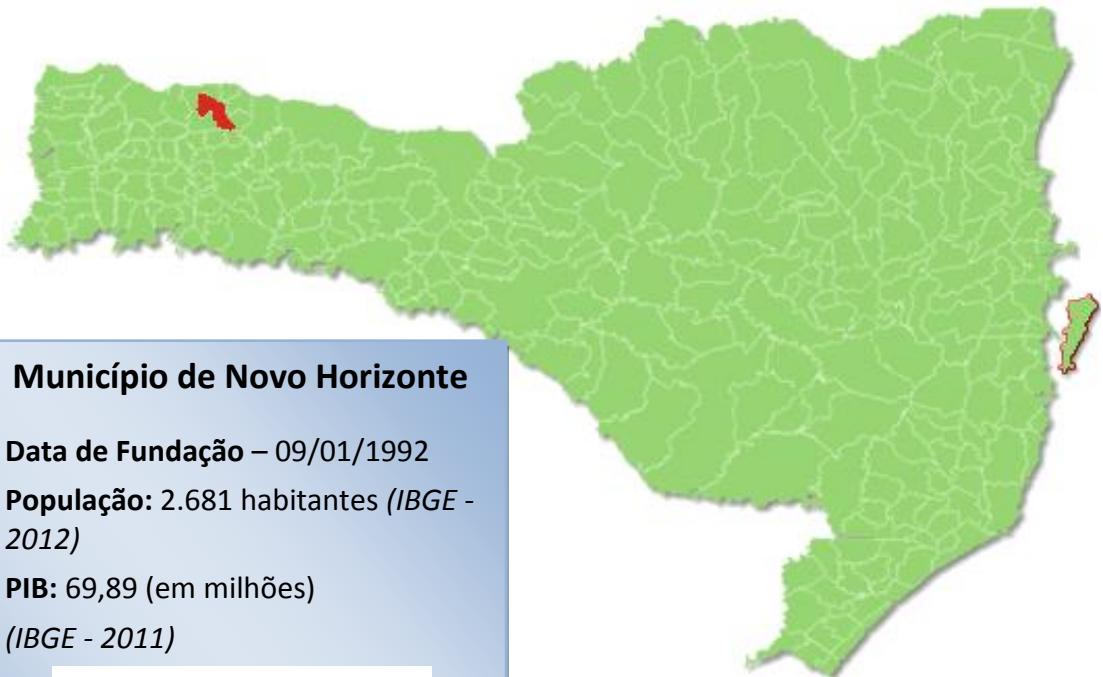 Município de Novo Horizonte
Data de Fundação – 09/01/1992
População: 2.681 habitantes (IBGE -
2012)
PIB: 69,89 (em milhões)
(IBGE - 2011)